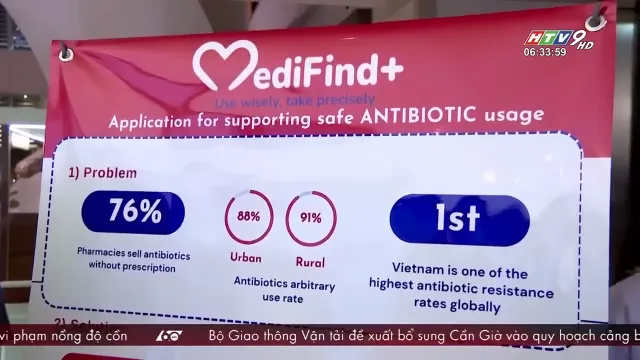 HTV9 HD
06:33:59
MediFind+
Use wisely, take precisely
Application for supporting safe ANTIBIOTIC usage
1) Problem
76%
Pharmacies sell antibiotics
without prescription
88%
91%
Urban
Rural
Antibiotics arbitrary
use rate
1st
Vietnam is one of the
highest antibiotic resistance
rates globally
vi phạm nồng độ cồn
60
Bộ Giao thông Vận tải đề xuất bổ sung Cần Giờ vào quy hoạch cảng b